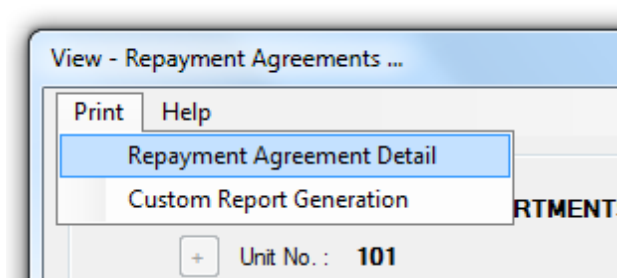 View - Repayment Agreements ...
Print Help
Repayment Agreement Detail
Custom Report Generation
+ Unit No. : 101